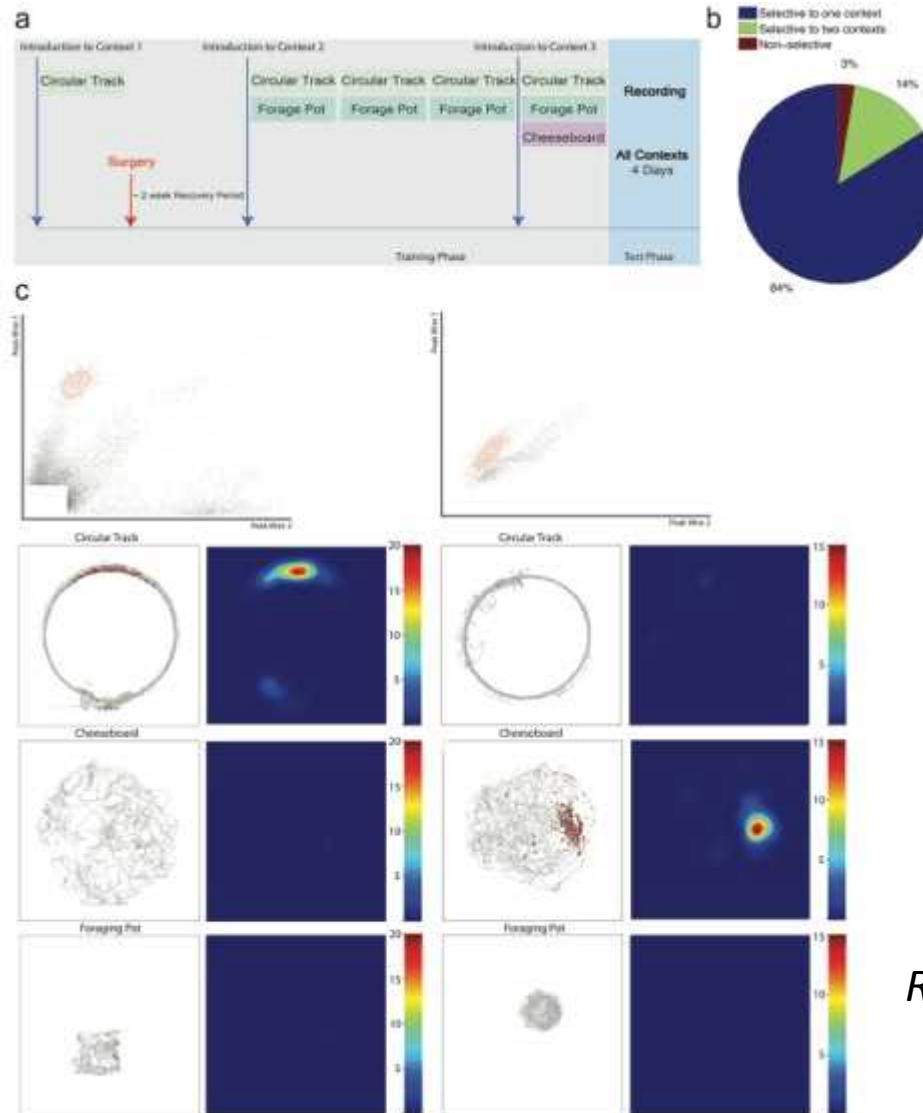 a
Introduction to Context 1
Introduction to Context 2
Introduction to Context 3
Circular Track
Circular Track
Circular Track
Circular Track
Circular Track
Forage Pot
Forage Pot
Forage Pot
Forage Pot
Cheeseboard
Surgery
~ 2 week Recovery Period
Recording
All Contexts
4 Days
Training Phase
Test Phase
b
Selective to one context
Selective to two contexts
Non-selective
3%
14%
84%
c
Circular Track
20
15
10
5
Circular Track
15
10
5
Cheeseboard
20
15
10
5
Cheeseboard
15
10
5
Foraging Pot
20
15
10
5
Foraging Pot
15
10
5
R